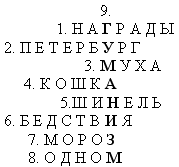 9.
1. НАГРАДЫ
2. ПЕТЕРБУРГ
3. МУХА
4. КОШКА
5.ШИНЕЛЬ
6. БЕДСТВИЯ
7. МОРОЗ
8. ОДНОМ